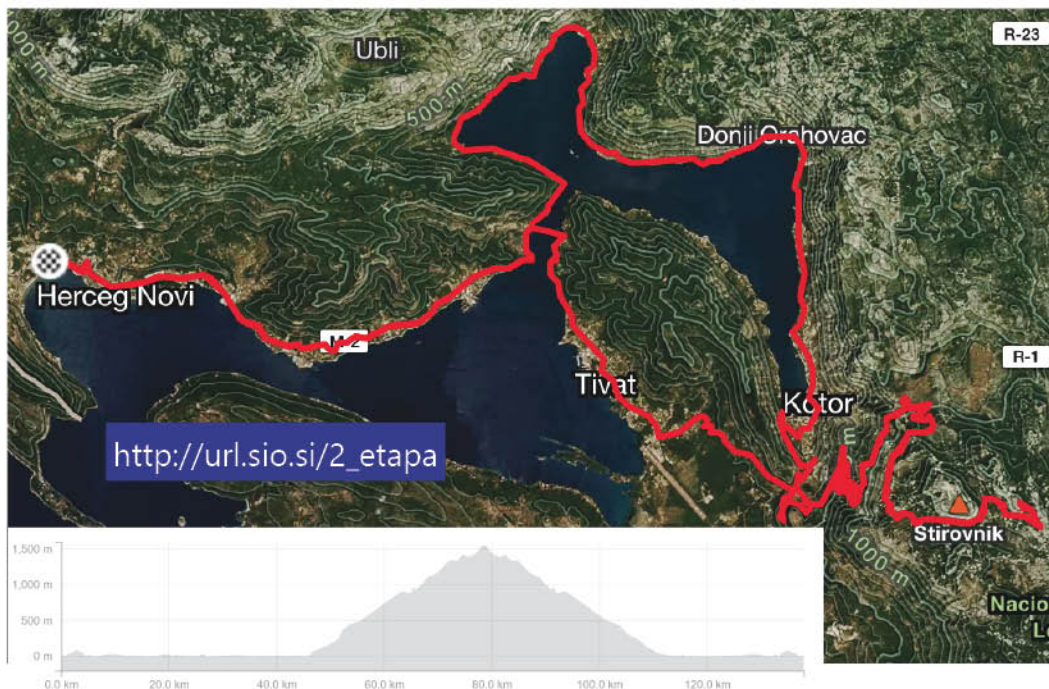 R-23
Ubli
1000 m
500 m
Donji Orahovac
Herceg Novi
M-2
R-1
Tivat
Kotor
http://url.sio.si/2_etapa
m
Stirovnik
1000 m
Nacio
1,500 m
1,000 m
500 m
0 m
0.0 km 20.0 km 40.0 km 60.0 km 80.0 km 100.0 km 120.0 km